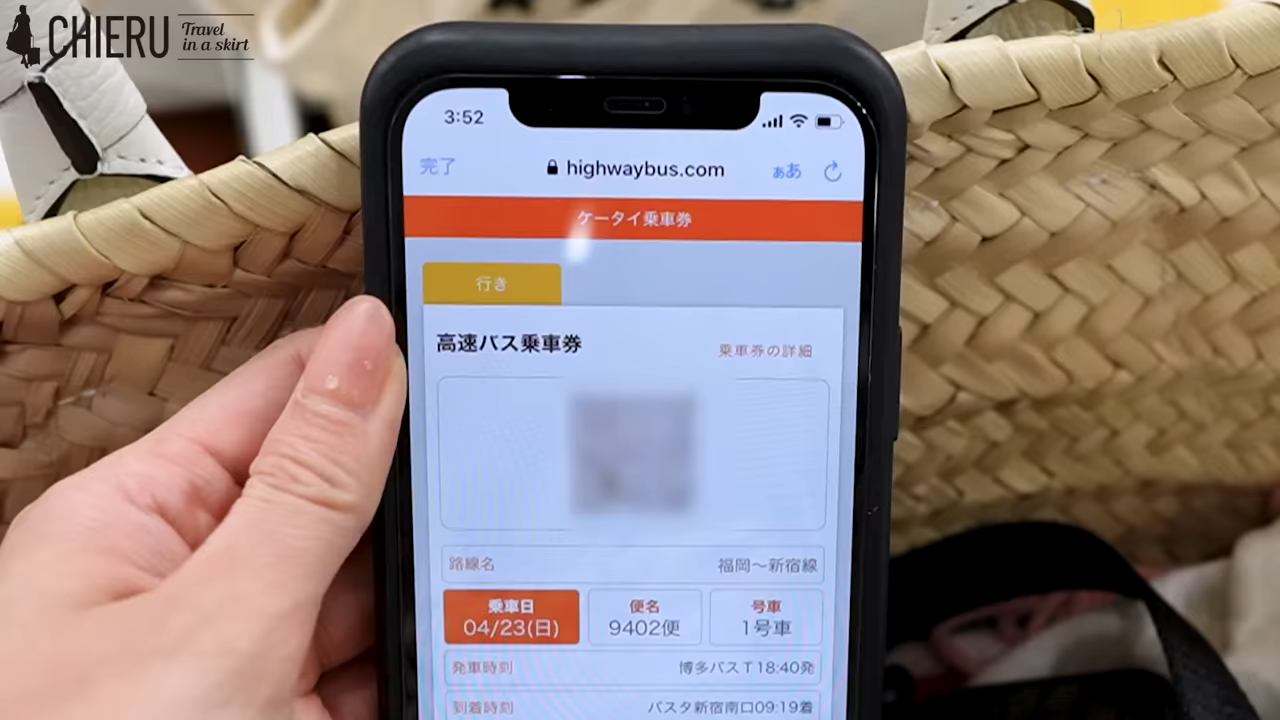 CHIERU Travel
in a skirt
3:52
完了 highwaybus.com ぁあ
ケータイ乗車券
行き
高速バス乗車券
乗車券の詳細
路線名 福岡〜新宿線
乗車日 便名 号車
04/23(日) 9402便 1号車
発車時刻 博多バスT18:40発
到着時刻 バスタ新宿南口09:19着